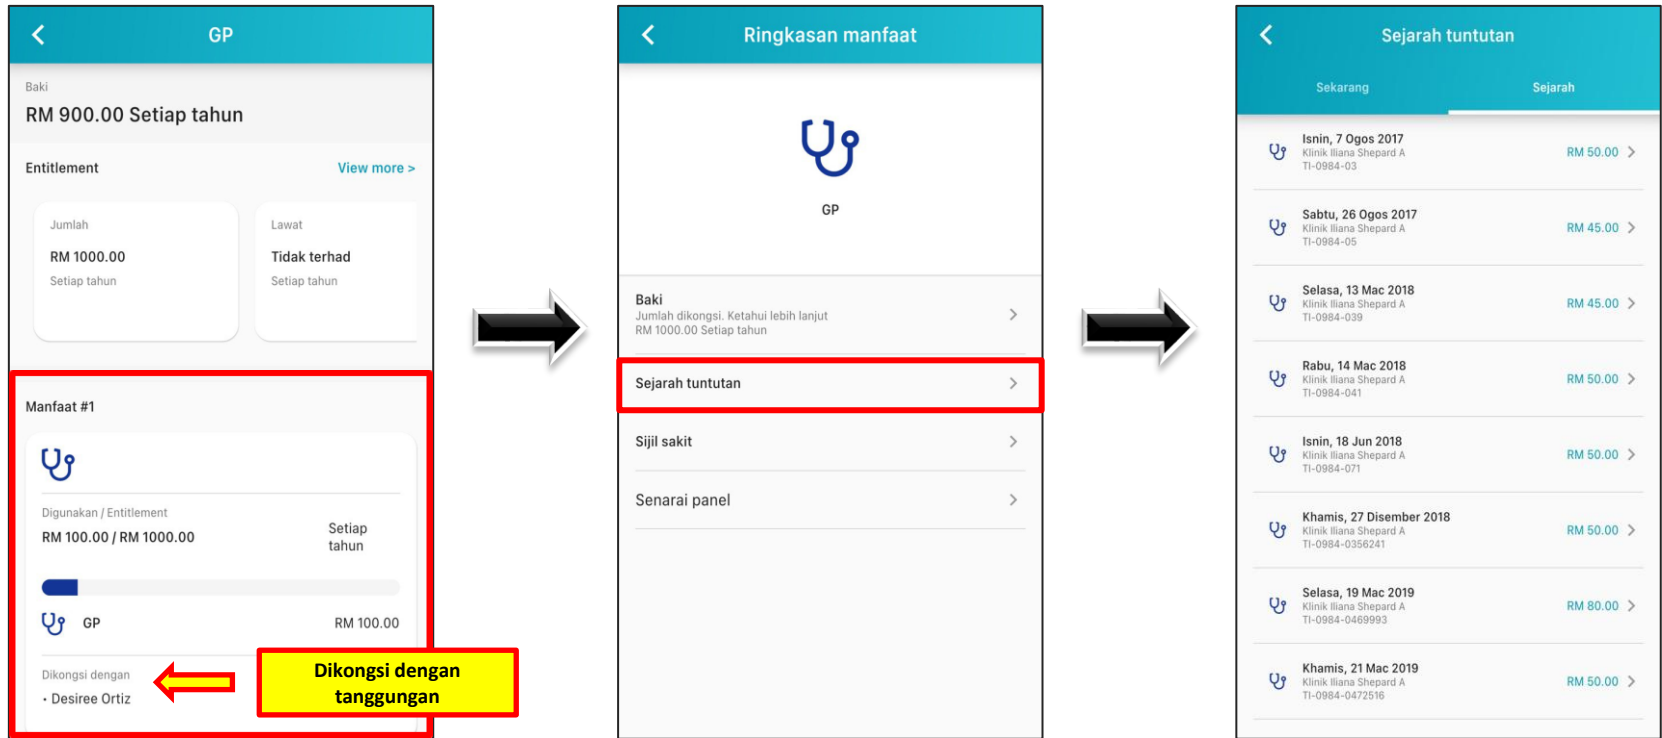 GP
Baki
RM 900.00 Setiap tahun
Entitlement
View more >
Jumlah
RM 1000.00
Setiap tahun
Lawat
Tidak terhad
Setiap tahun
Manfaat #1
Digunakan / Entitlement
RM 100.00 / RM 1000.00
Setiap
tahun
GP
RM 100.00
Dikongsi dengan
• Desiree Ortiz
Dikongsi dengan
tanggungan
Ringkasan manfaat
GP
Baki
Jumlah dikongsi. Ketahui lebih lanjut
RM 1000.00 Setiap tahun
Sejarah tuntutan
Sijil sakit
Senarai panel
Sejarah tuntutan
Sekarang
Sejarah
Isnin, 7 Ogos 2017
Klinik Iliana Shepard A
TI-0984-03
RM 50.00
Sabtu, 26 Ogos 2017
Klinik Iliana Shepard A
TI-0984-05
RM 45.00
Selasa, 13 Mac 2018
Klinik Iliana Shepard A
TI-0984-039
RM 45.00
Rabu, 14 Mac 2018
Klinik Iliana Shepard A
TI-0984-041
RM 50.00
Isnin, 18 Jun 2018
Klinik Iliana Shepard A
TI-0984-071
RM 50.00
Khamis, 27 Disember 2018
Klinik Iliana Shepard A
TI-0984-0356241
RM 50.00
Selasa, 19 Mac 2019
Klinik Iliana Shepard A
TI-0984-0469993
RM 80.00
Khamis, 21 Mac 2019
Klinik Iliana Shepard A
TI-0984-0472516
RM 50.00